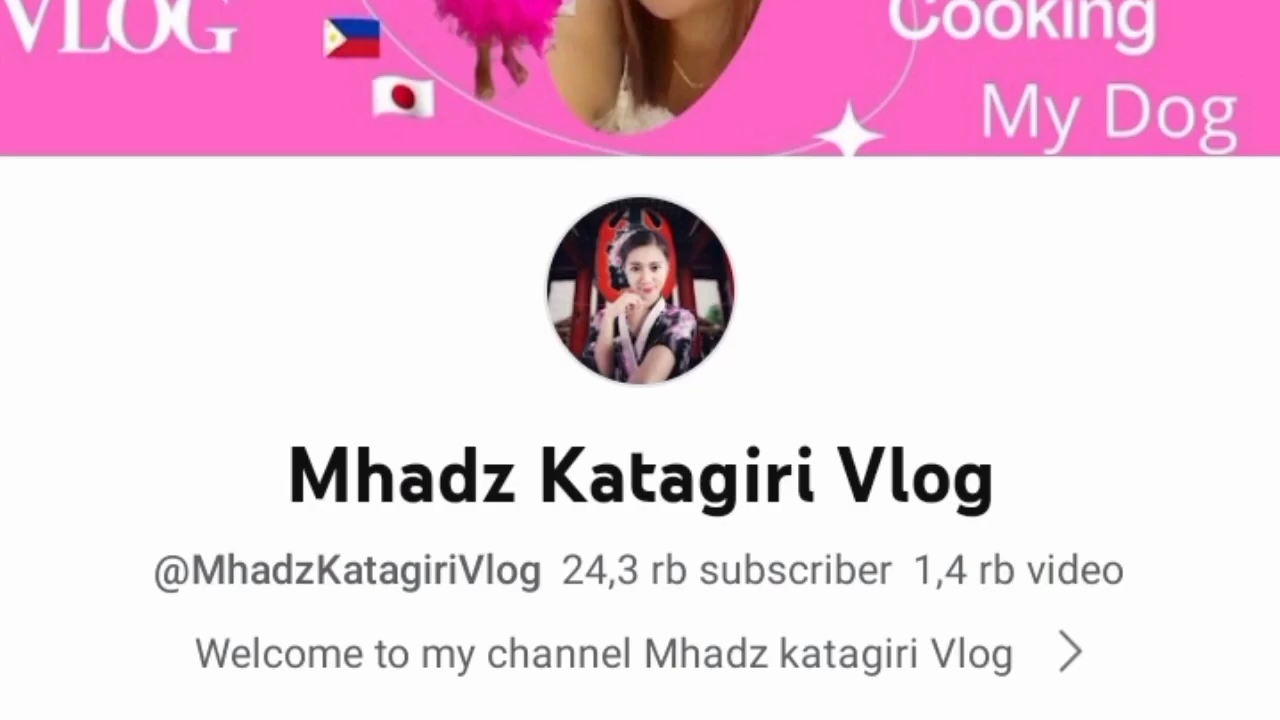 VLOG
Cooking
My Dog
Mhadz Katagiri Vlog
@MhadzKatagiriVlog 24,3 rb subscriber 1,4 rb video
Welcome to my channel Mhadz katagiri Vlog